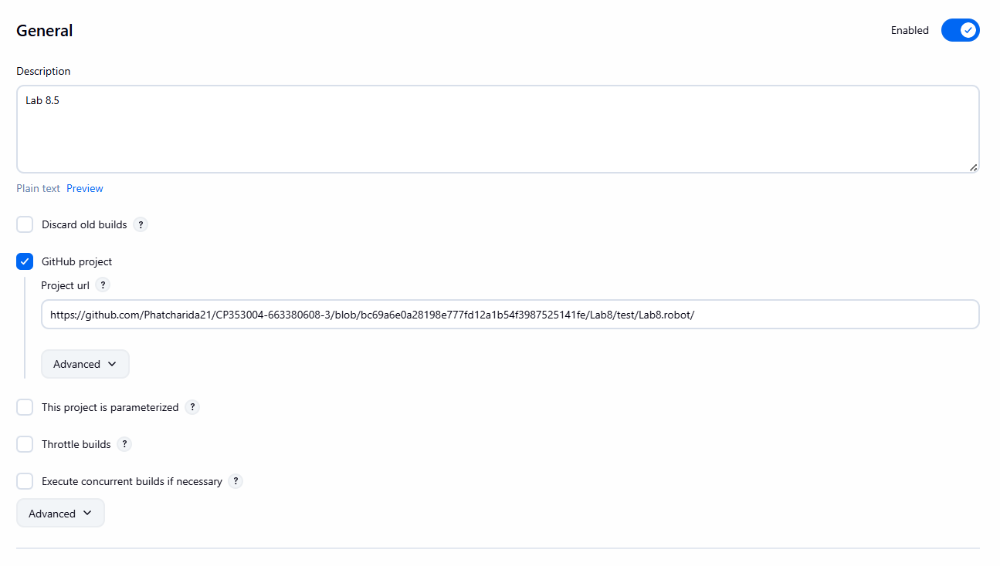 General
Enabled
Description
Lab 8.5
Plain text Preview
Discard old builds ?
GitHub project
Project url ?
https://github.com/Phatcharida21/CP353004-663380608-3/blob/bc69a6e0a28198e777fd12a1b54f3987525141fe/Lab8/test/Lab8.robot/
Advanced
This project is parameterized ?
Throttle builds ?
Execute concurrent builds if necessary ?
Advanced